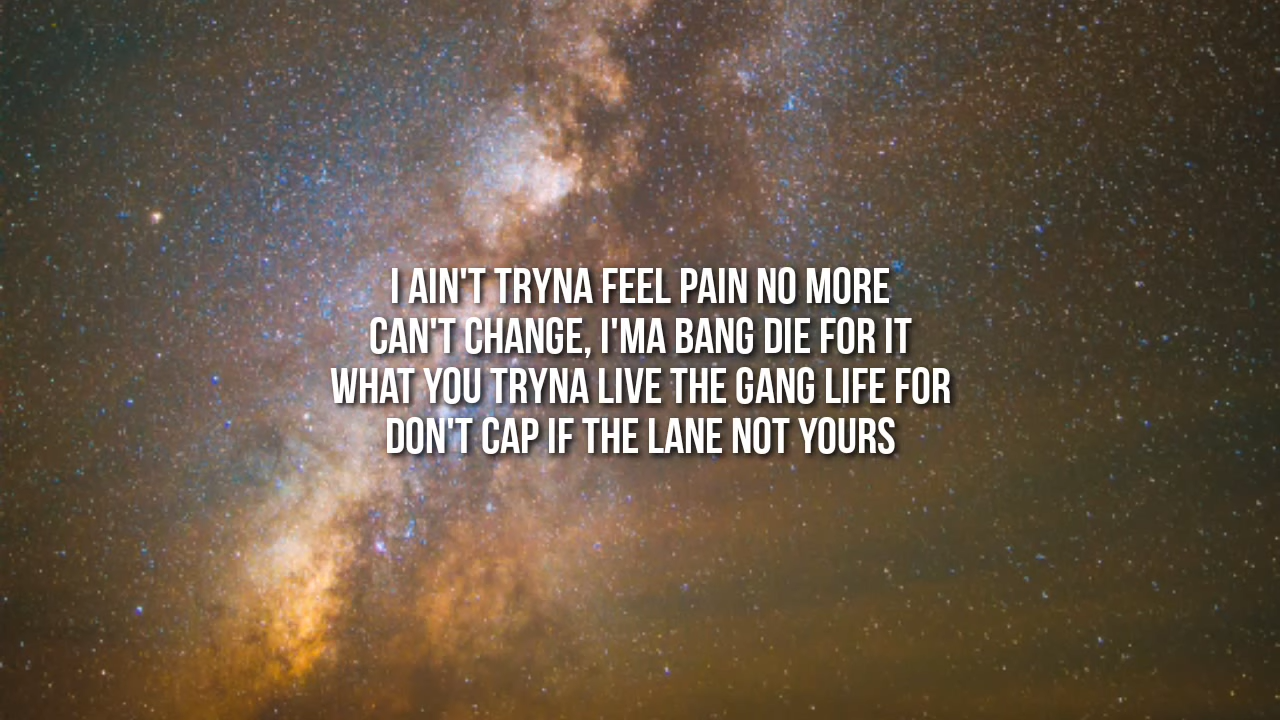 I AIN'T TRYNA FEEL PAIN NO MORE
CAN'T CHANGE, I'MA BANG DIE FOR IT
WHAT YOU TRYNA LIVE THE GANG LIFE FOR
DON'T CAP IF THE LANE NOT YOURS